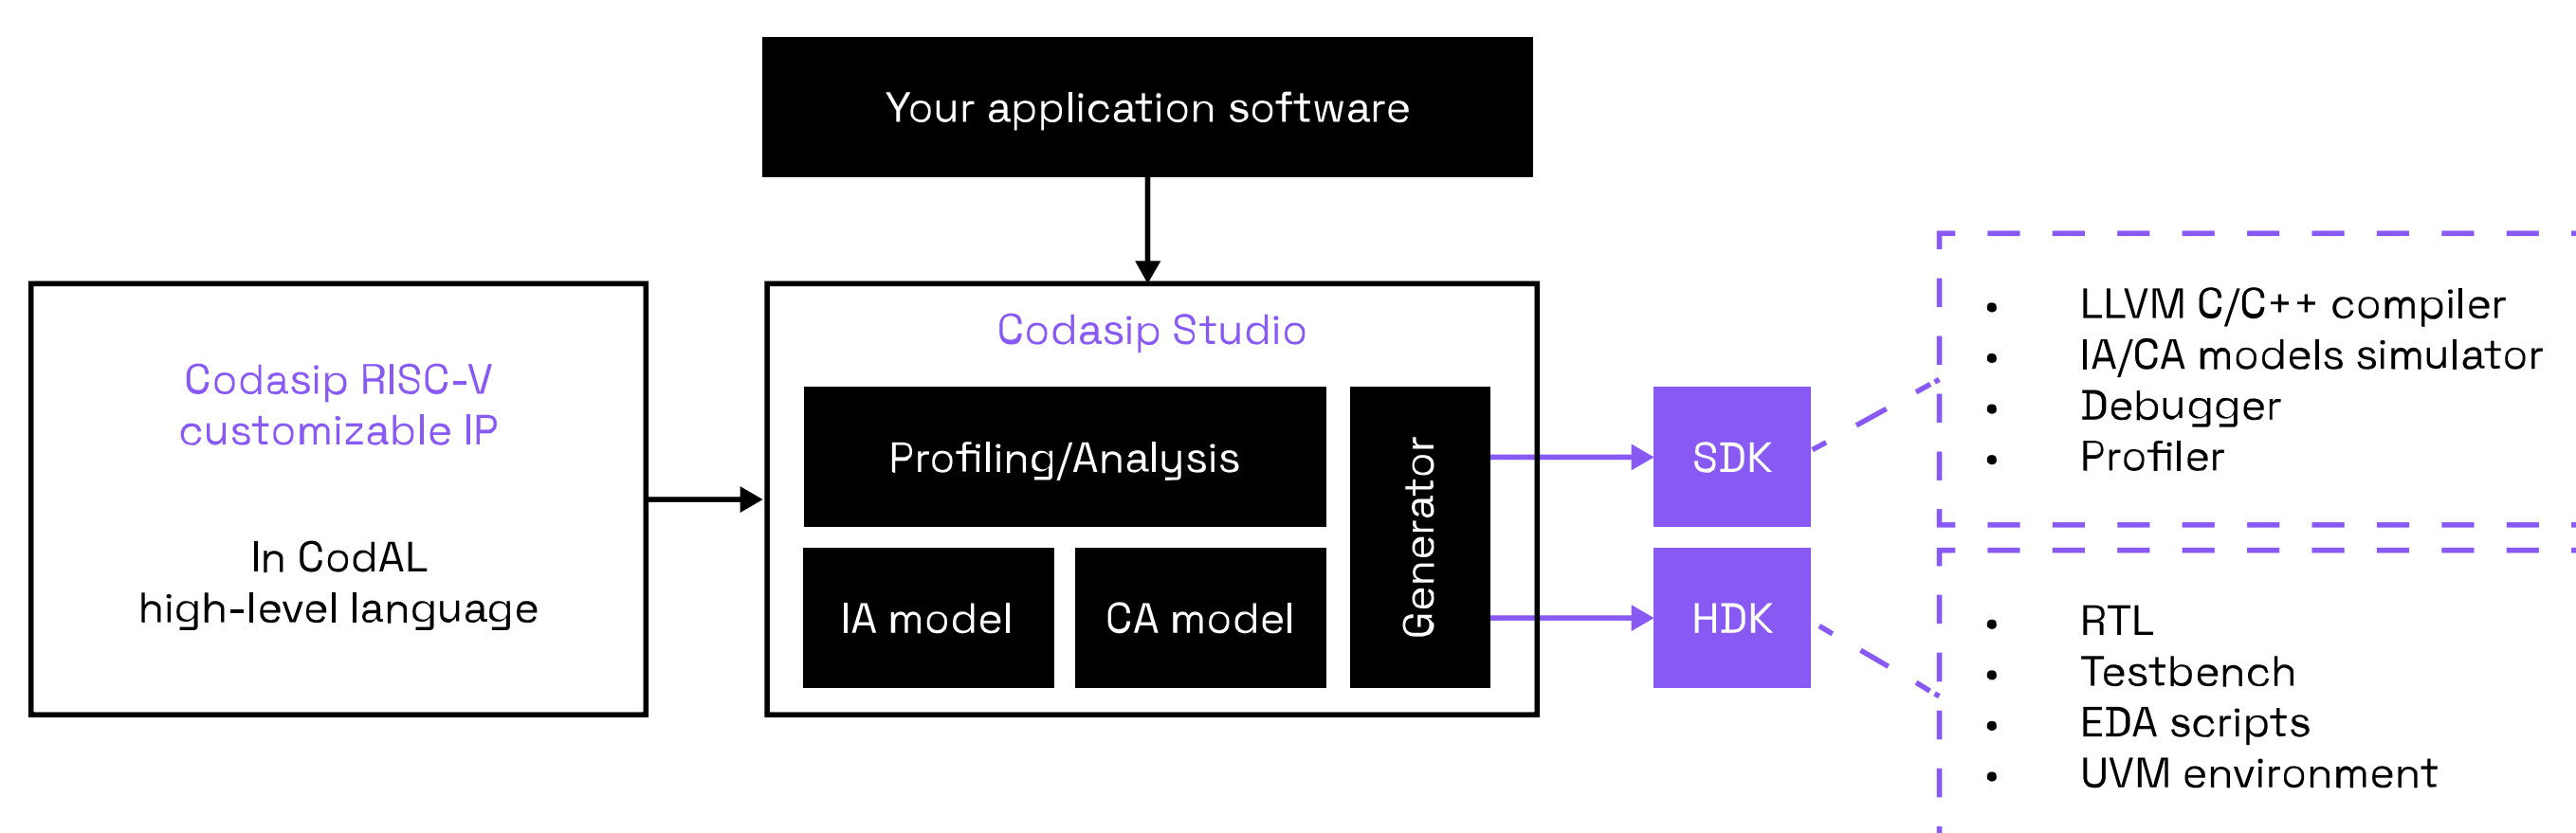 Your application software
Codasip RISC-V
customizable IP
In CodAL
high-level language
Codasip Studio
Profiling/Analysis
IA model
CA model
Generator
SDK
HDK
• LLVM C/C++ compiler
• IA/CA models simulator
• Debugger
• Profiler
• RTL
• Testbench
• EDA scripts
• UVM environment